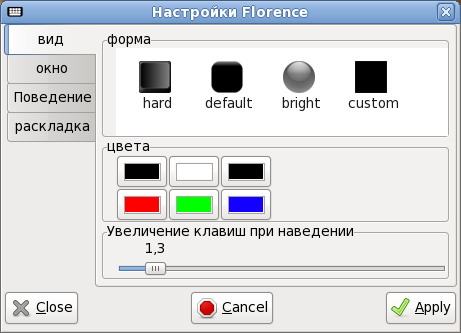 Настройки Florence
вид
окно
Поведение
раскладка
форма
hard default bright custom
цвета
Увеличение клавиш при наведении
1,3
Close Cancel Apply